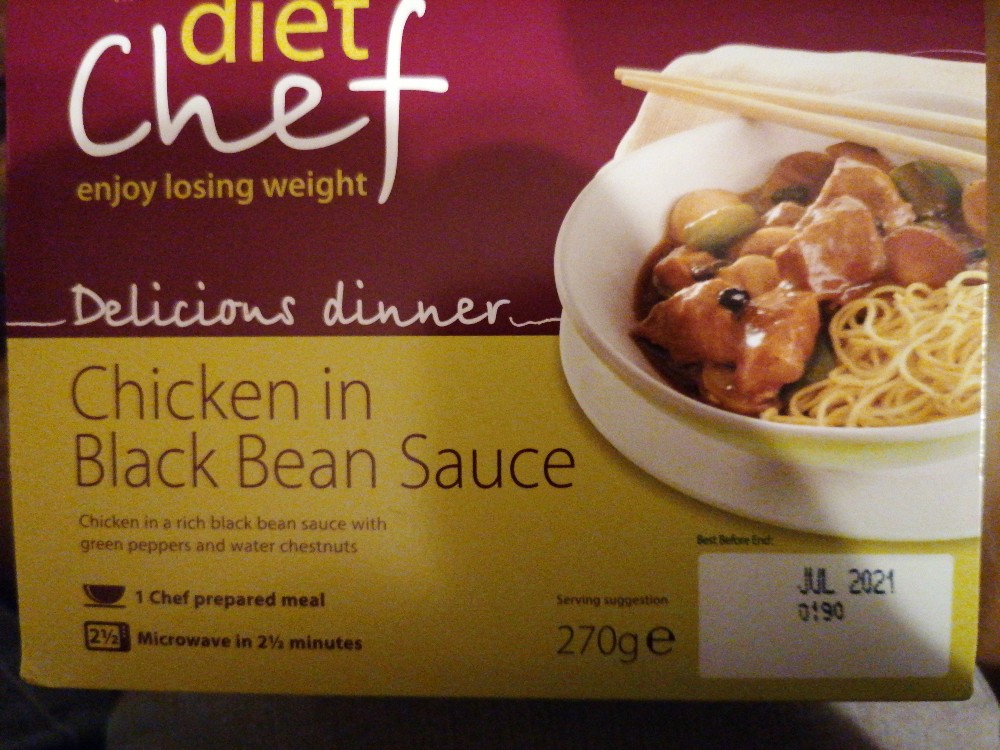 diet
Chef
enjoy losing weight
Delicious dinner
Chicken in
Black Bean Sauce
Chicken in a rich black bean sauce with
green peppers and water chestnuts
1 Chef prepared meal
2½ Microwave in 2½ minutes
Serving suggestion
270g e
Best Before End:
JUL 2021
0190